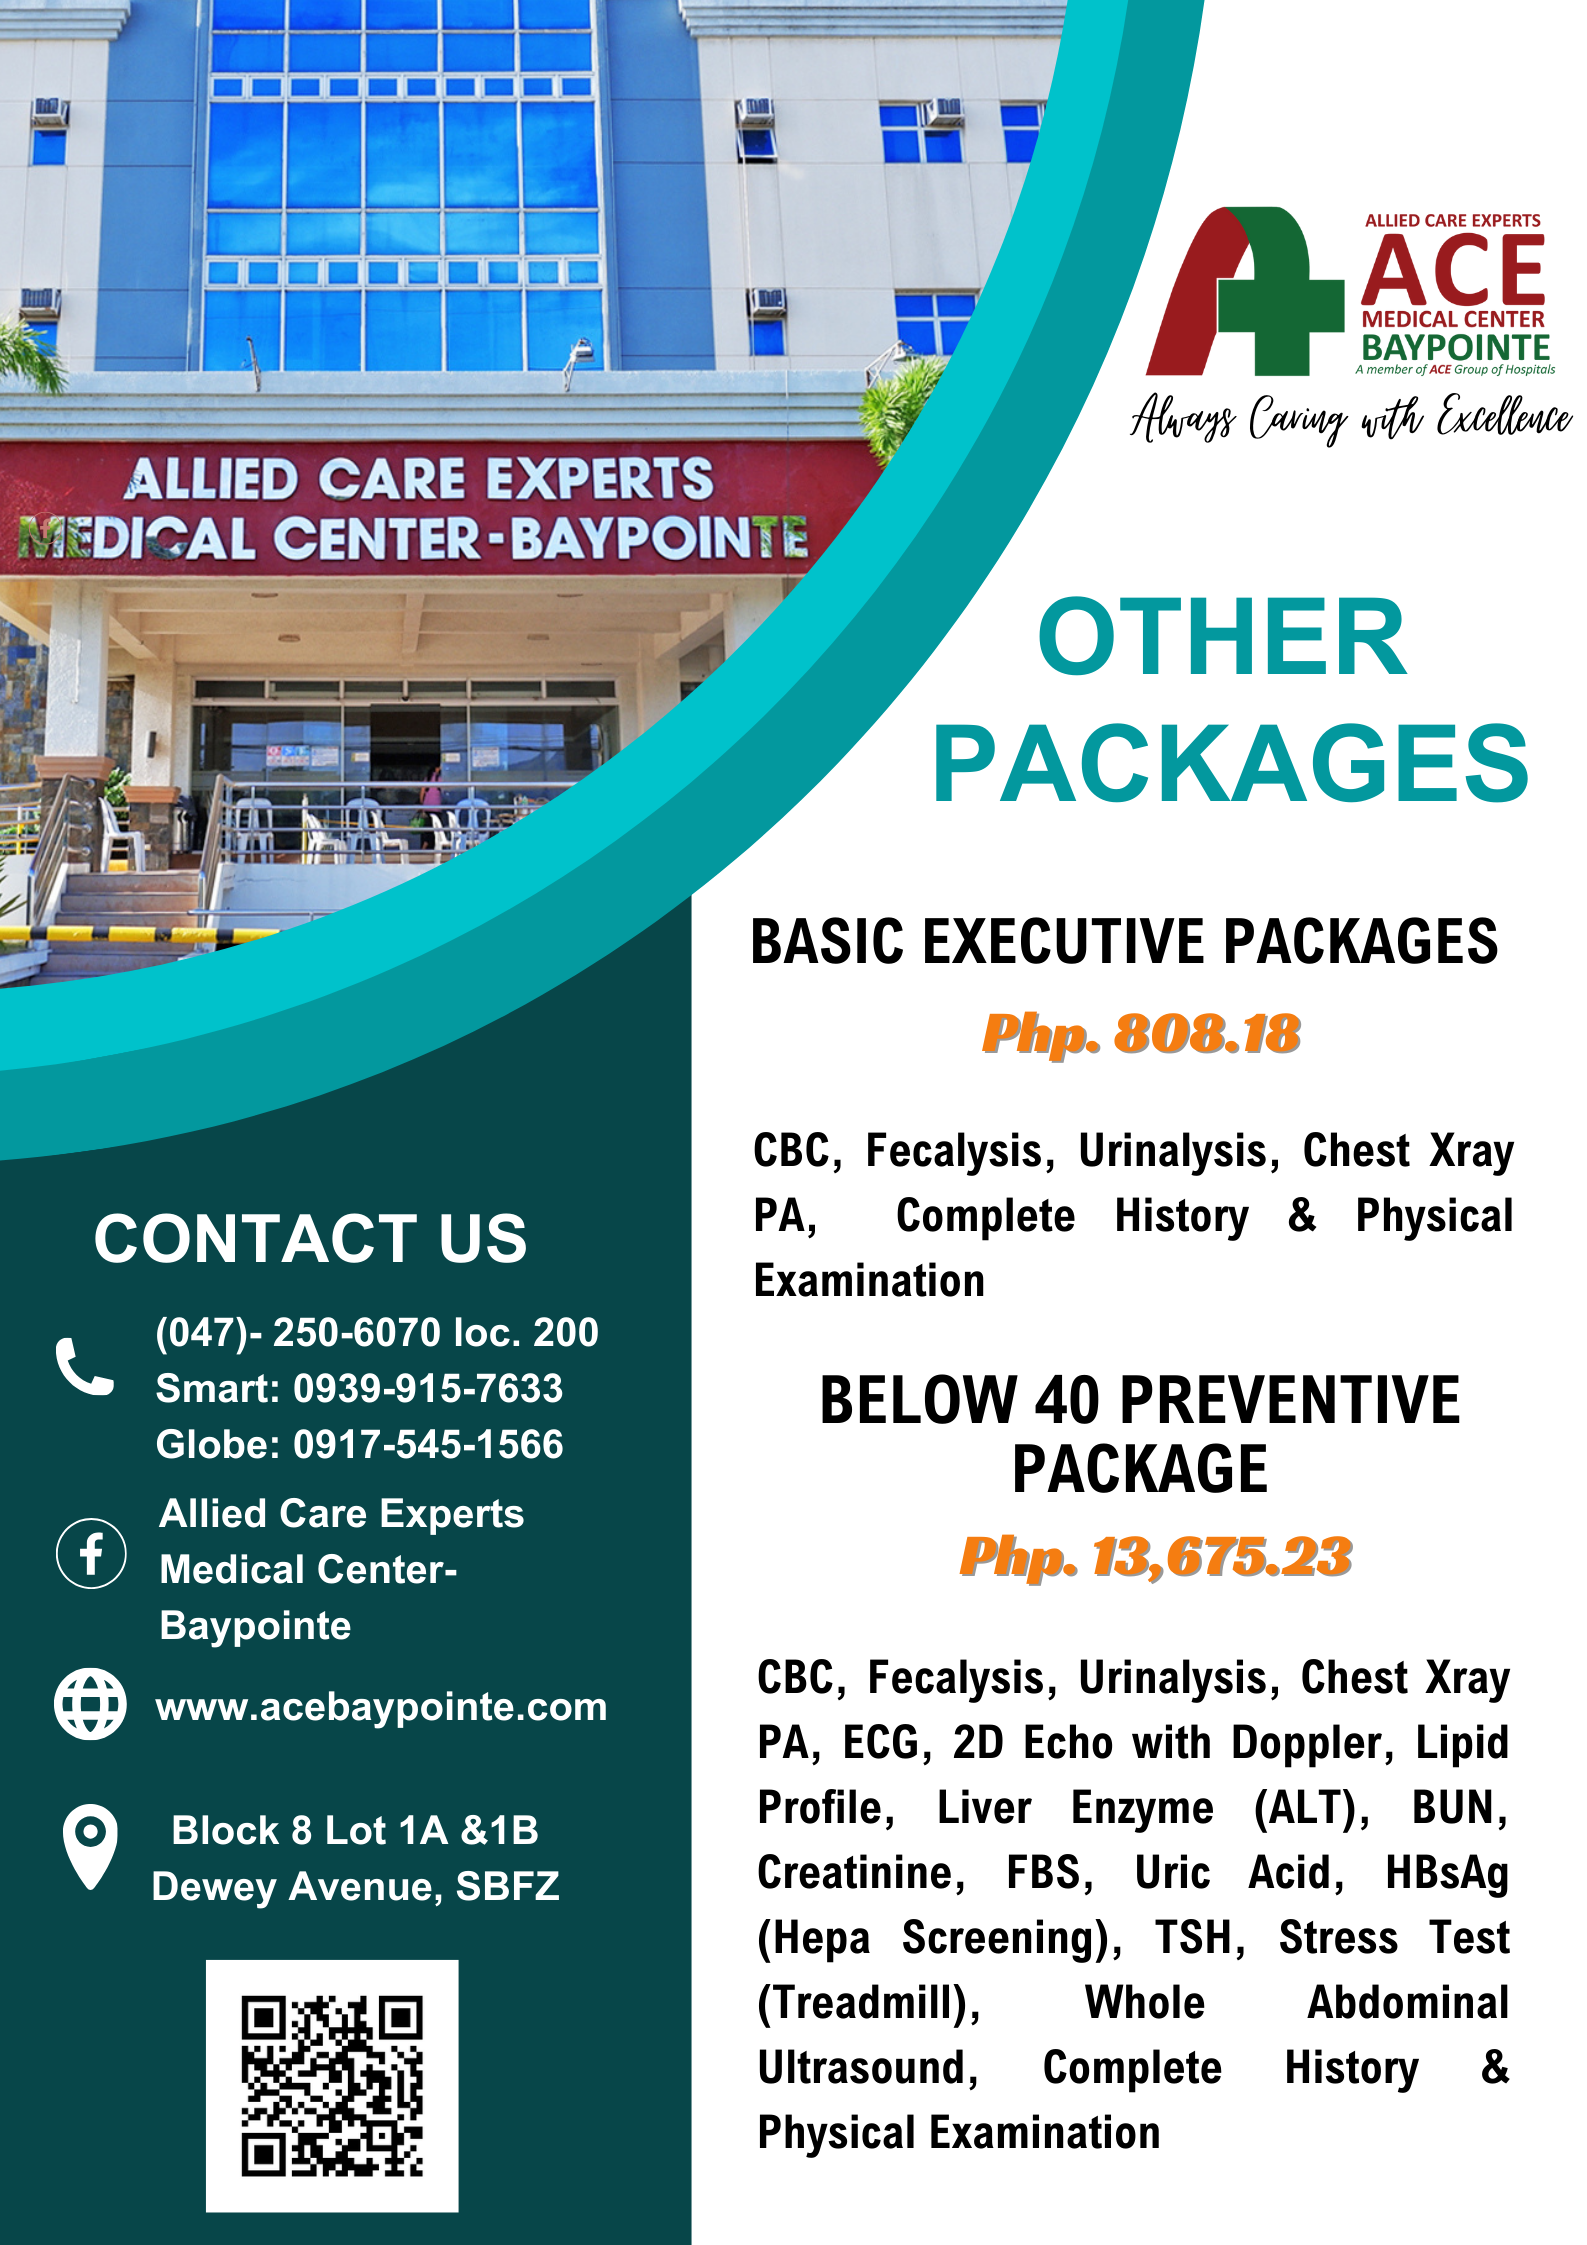 ALLIED CARE EXPERTS
MEDICAL CENTER-BAYPOINTE
ALLIED CARE EXPERTS
ACE
MEDICAL CENTER
BAYPOINTE
A member of ACE Group of Hospitals
Always Caring with Excellence
OTHER
PACKAGES
BASIC EXECUTIVE PACKAGES
Php. 808.18
CBC, Fecalysis, Urinalysis, Chest Xray
PA, Complete History & Physical
Examination
BELOW 40 PREVENTIVE
PACKAGE
Php. 13,675.23
CBC, Fecalysis, Urinalysis, Chest Xray
PA, ECG, 2D Echo with Doppler, Lipid
Profile, Liver Enzyme (ALT), BUN,
Creatinine, FBS, Uric Acid, HBsAg
(Hepa Screening), TSH, Stress Test
(Treadmill), Whole Abdominal
Ultrasound, Complete History &
Physical Examination
CONTACT US
(047)- 250-6070 loc. 200
Smart: 0939-915-7633
Globe: 0917-545-1566
Allied Care Experts
Medical Center-
Baypointe
www.acebaypointe.com
Block 8 Lot 1A &1B
Dewey Avenue, SBFZ